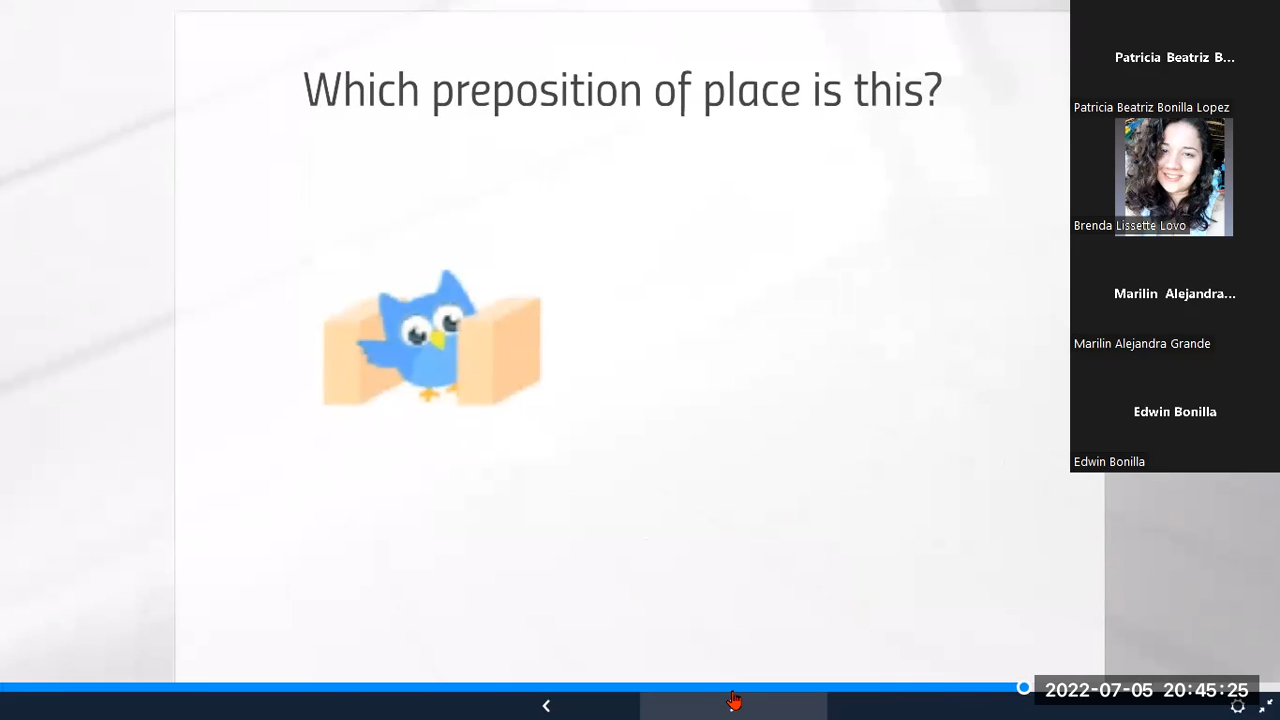 Which preposition of place is this?
Patricia Beatriz B...
Patricia Beatriz Bonilla Lopez
Brenda Lissette Lovo
Marilin Alejandra...
Marilin Alejandra Grande
Edwin Bonilla
Edwin Bonilla
2022-07-05 20:45:25